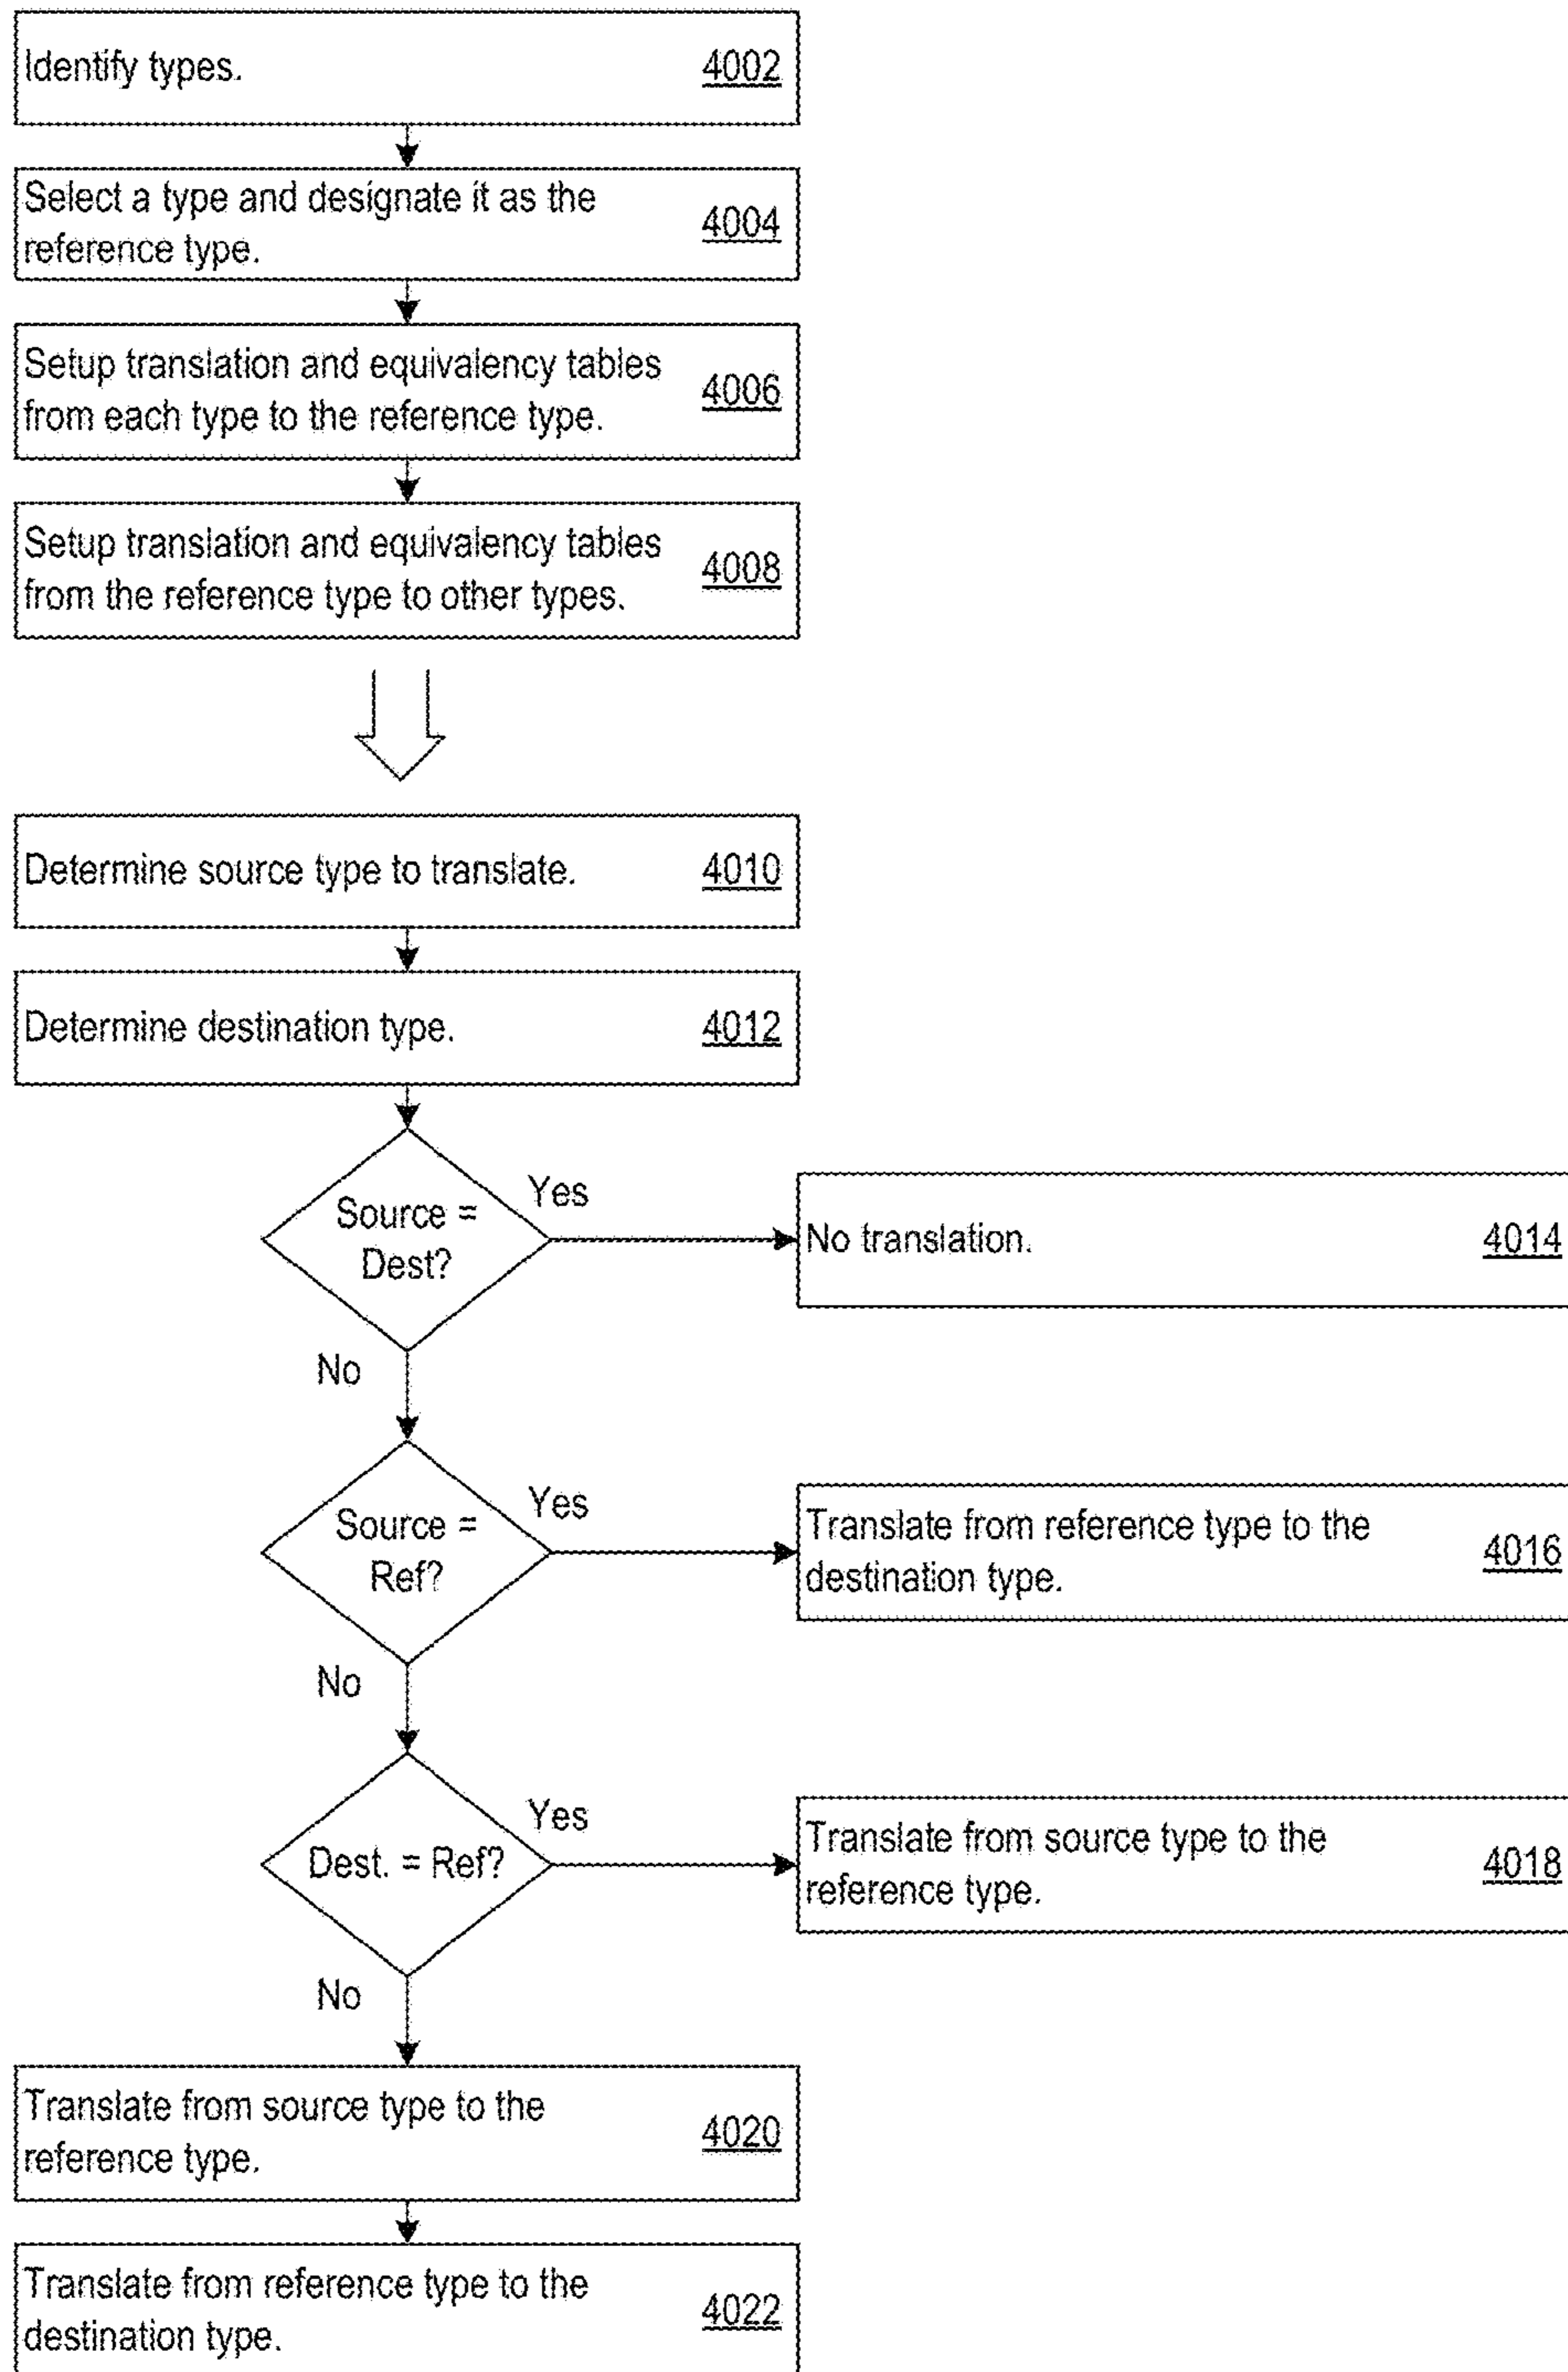 Identify types. 4002
Select a type and designate it as the
reference type. 4004
Setup translation and equivalency tables
from each type to the reference type. 4006
Setup translation and equivalency tables
from the reference type to other types. 4008
Determine source type to translate. 4010
Determine destination type. 4012
Source =
Dest?
Yes
No translation. 4014
No
Source =
Ref?
Yes
Translate from reference type to the
destination type. 4016
No
Dest. = Ref?
Yes
Translate from source type to the
reference type. 4018
No
Translate from source type to the
reference type. 4020
Translate from reference type to the
destination type. 4022